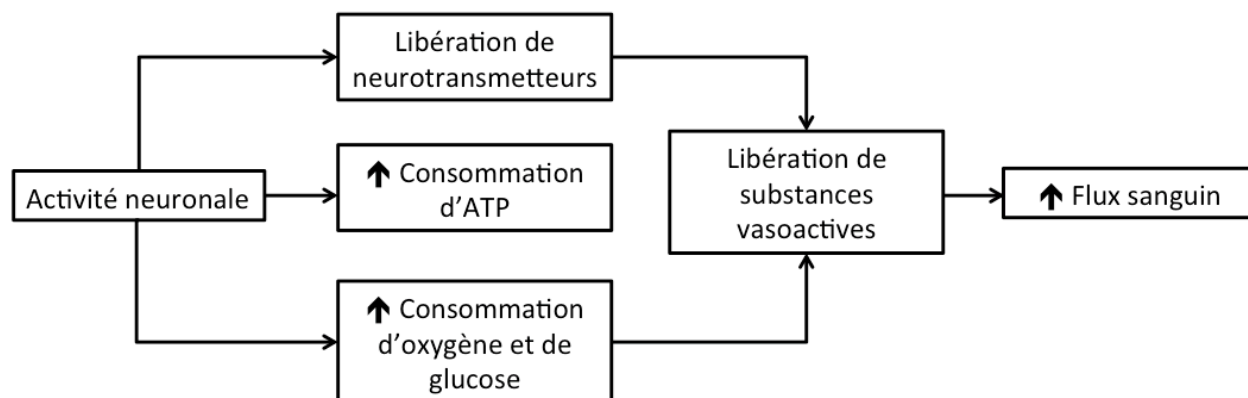 Libération de
neurotransmetteurs
Activité neuronale
↑ Consommation
d’ATP
Libération de
substances
vasoactives
↑ Flux sanguin
↑ Consommation
d’oxygène et de
glucose